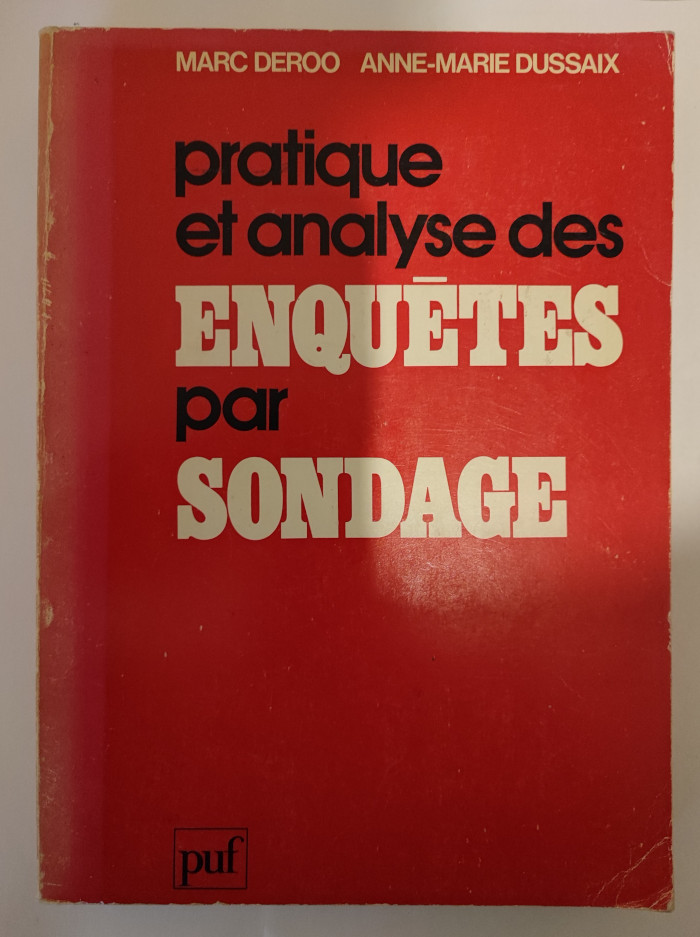 MARC DEROO ANNE-MARIE DUSSAIX
pratique
et analyse des
ENQUÊTES
par
SONDAGE
puf